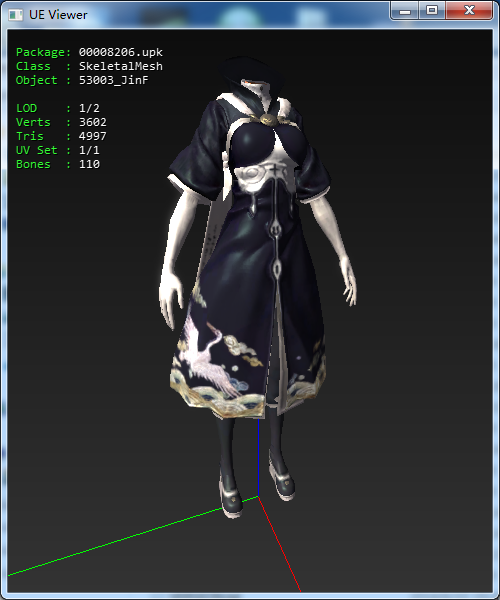 UE Viewer
Package: 00008206.upk
Class : SkeletalMesh
Object : 53003_JinF
LOD : 1/2
Verts : 3602
Tris : 4997
UV Set : 1/1
Bones : 110